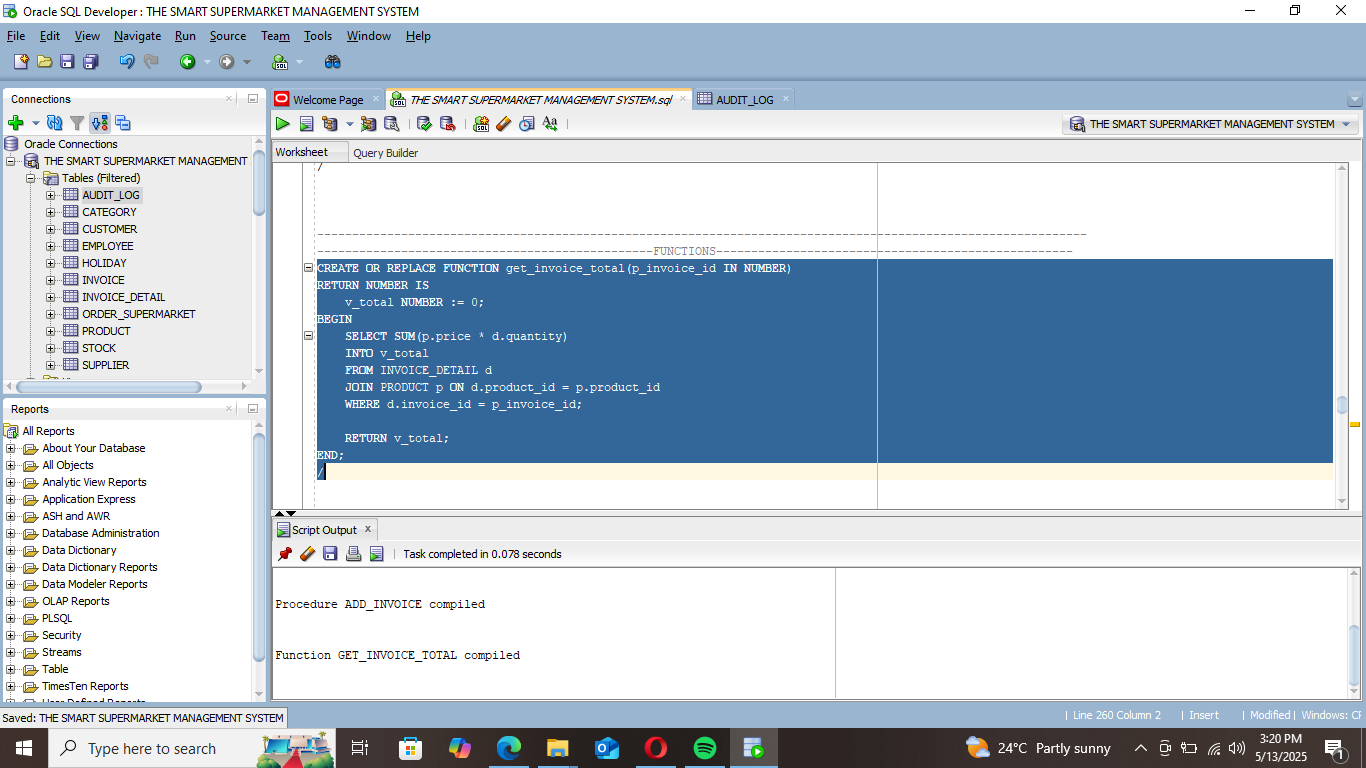 Oracle SQL Developer : THE SMART SUPERMARKET MANAGEMENT SYSTEM
File Edit View Navigate Run Source Team Tools Window Help
Connections
Oracle Connections
THE SMART SUPERMARKET MANAGEMENT
Tables (Filtered)
AUDIT_LOG
CATEGORY
CUSTOMER
EMPLOYEE
HOLIDAY
INVOICE
INVOICE_DETAIL
ORDER_SUPERMARKET
PRODUCT
STOCK
SUPPLIER
Reports
All Reports
About Your Database
All Objects
Analytic View Reports
Application Express
ASH and AWR
Database Administration
Data Dictionary
Data Dictionary Reports
Data Modeler Reports
OLAP Reports
PLSQL
Security
Streams
Table
TimesTen Reports
User Defined Reports
Welcome Page
THE SMART SUPERMARKET MANAGEMENT SYSTEM.sql
AUDIT_LOG
THE SMART SUPERMARKET MANAGEMENT SYSTEM
Worksheet Query Builder
/
--------------------------------------------------------------------------------------------------------------
------------------------------------------------FUNCTIONS---------------------------------------------------
CREATE OR REPLACE FUNCTION get_invoice_total(p_invoice_id IN NUMBER)
RETURN NUMBER IS
v_total NUMBER := 0;
BEGIN
SELECT SUM(p.price * d.quantity)
INTO v_total
FROM INVOICE_DETAIL d
JOIN PRODUCT p ON d.product_id = p.product_id
WHERE d.invoice_id = p_invoice_id;
RETURN v_total;
END;
/
Script Output x
Task completed in 0.078 seconds
Procedure ADD_INVOICE compiled
Function GET_INVOICE_TOTAL compiled
Saved: THE SMART SUPERMARKET MANAGEMENT SYSTEM
Line 260 Column 2 | Insert | Modified | Windows:
Type here to search
24°C Partly sunny
3:20 PM
5/13/2025
1